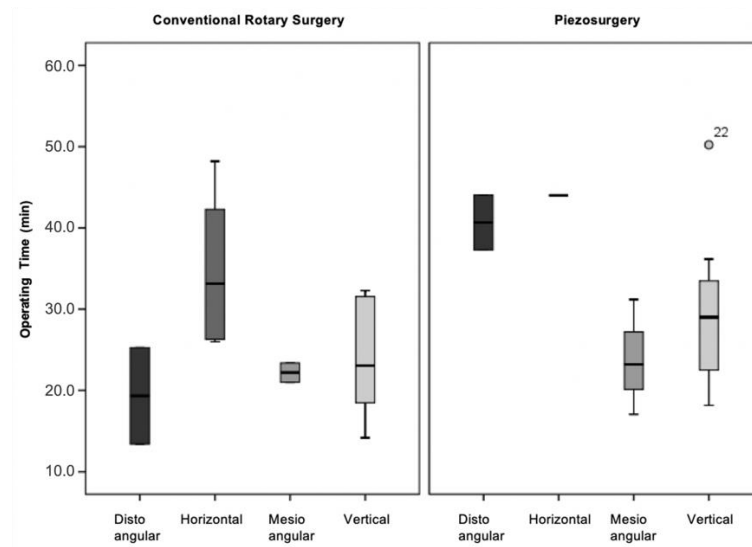 Conventional Rotary Surgery
Piezosurgery
Operating Time (min)
60.0
50.0
40.0
30.0
20.0
10.0
22
Disto
angular
Horizontal
Mesio
angular
Vertical
Disto
angular
Horizontal
Mesio
angular
Vertical